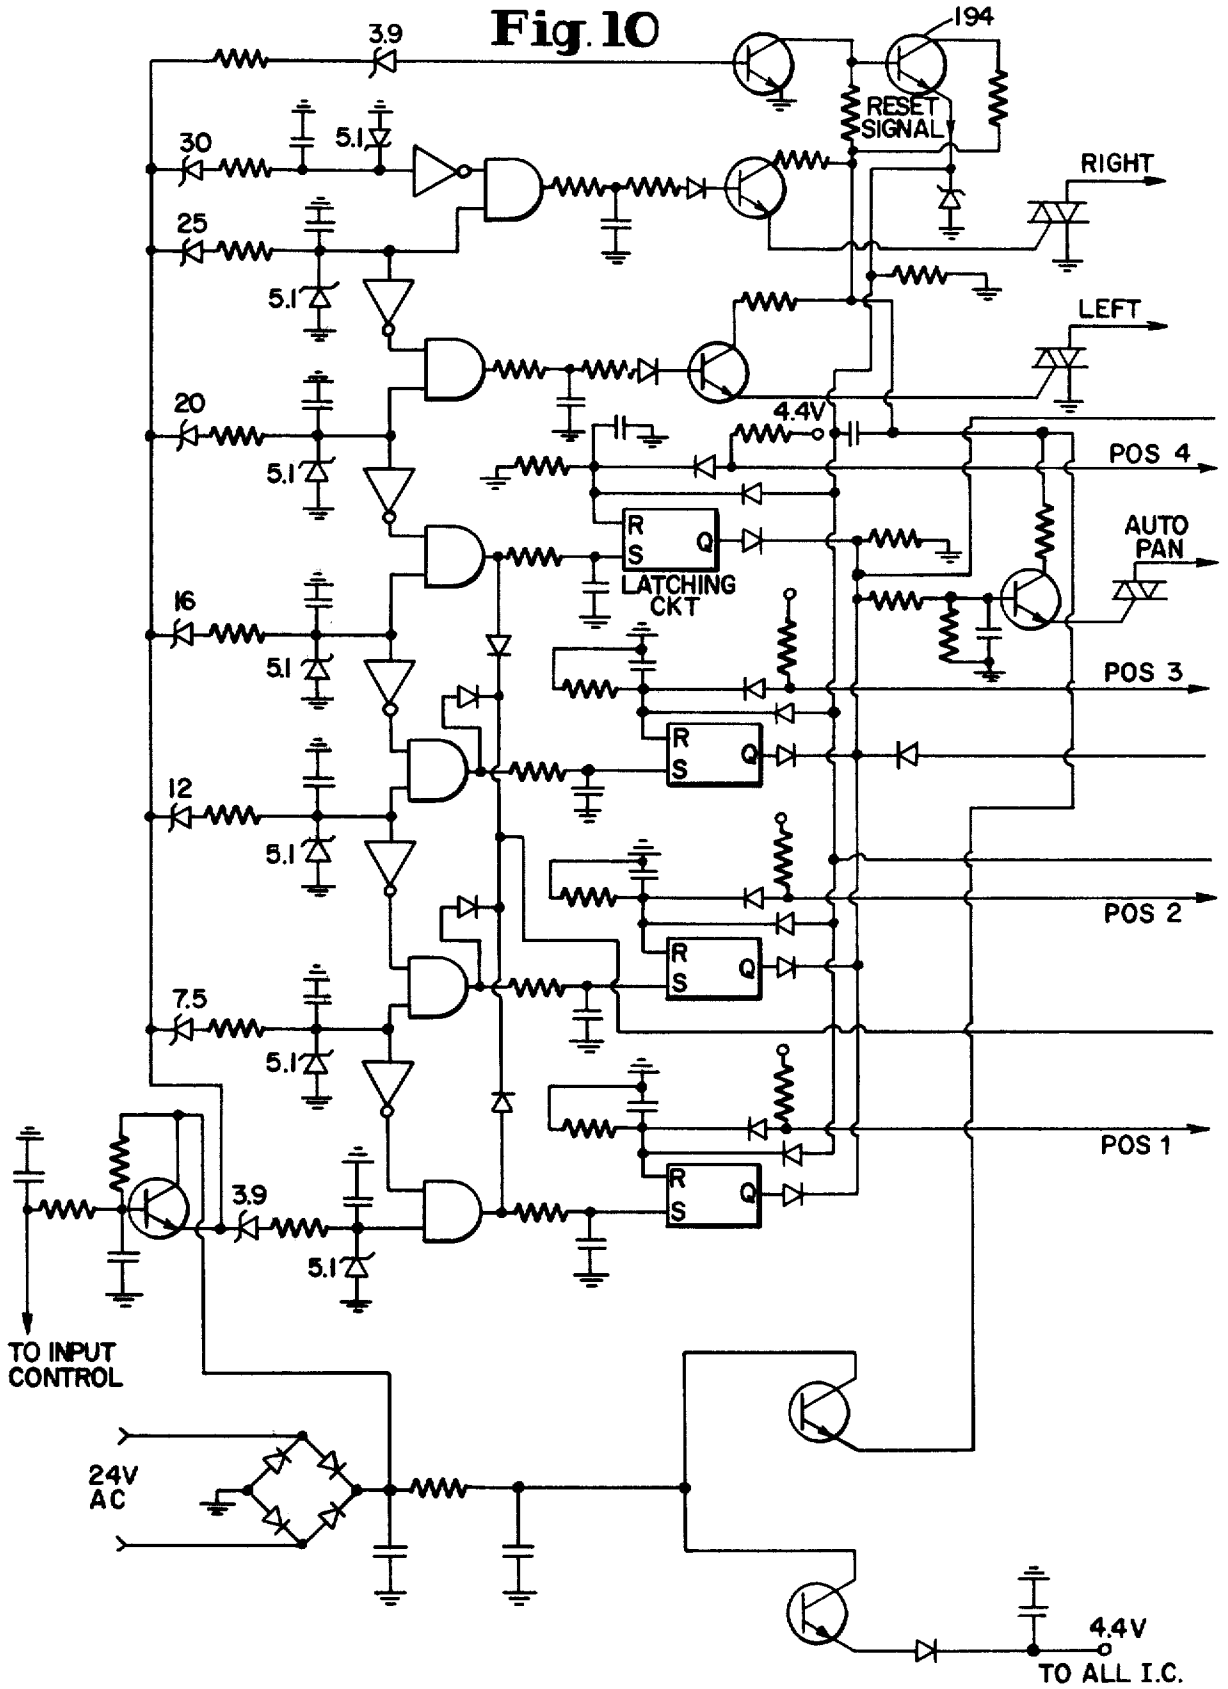 Fig. 10
3.9
194
RESET
SIGNAL
30
5.1
RIGHT
25
5.1
LEFT
20
5.1
4.4V
POS 4
R
S
Q
LATCHING
CKT
AUTO
PAN
16
5.1
POS 3
R
S
Q
12
5.1
POS 2
R
S
Q
7.5
5.1
POS 1
R
S
Q
3.9
5.1
TO INPUT
CONTROL
24V
AC
4.4V
TO ALL I.C.